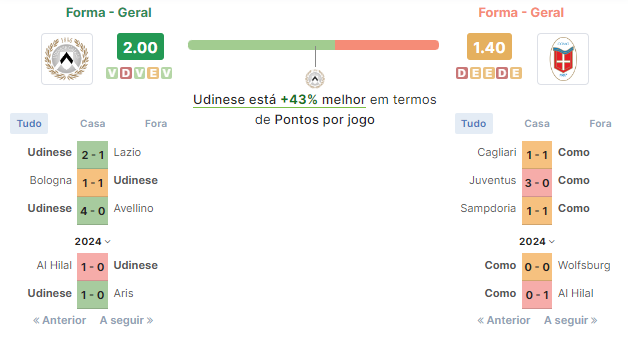 Forma - Geral
2.00
V D V E V
Udinese está +43% melhor em termos
de Pontos por jogo
Forma - Geral
1.40
D E E D E
Tudo Casa Fora
Udinese 2 - 1 Lazio
Bologna 1 - 1 Udinese
Udinese 4 - 0 Avellino
2024
Al Hilal 1 - 0 Udinese
Udinese 1 - 0 Aris
« Anterior A seguir »
Tudo Casa Fora
Cagliari 1 - 1 Como
Juventus 3 - 0 Como
Sampdoria 1 - 1 Como
2024
Como 0 - 0 Wolfsburg
Como 0 - 1 Al Hilal
« Anterior A seguir »